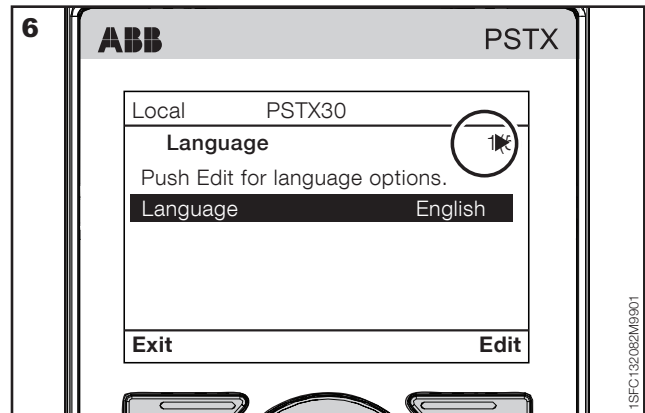 6
ABB PSTX
Local PSTX30
Language
Push Edit for language options.
Language English
Exit Edit
1SFC132082M9901